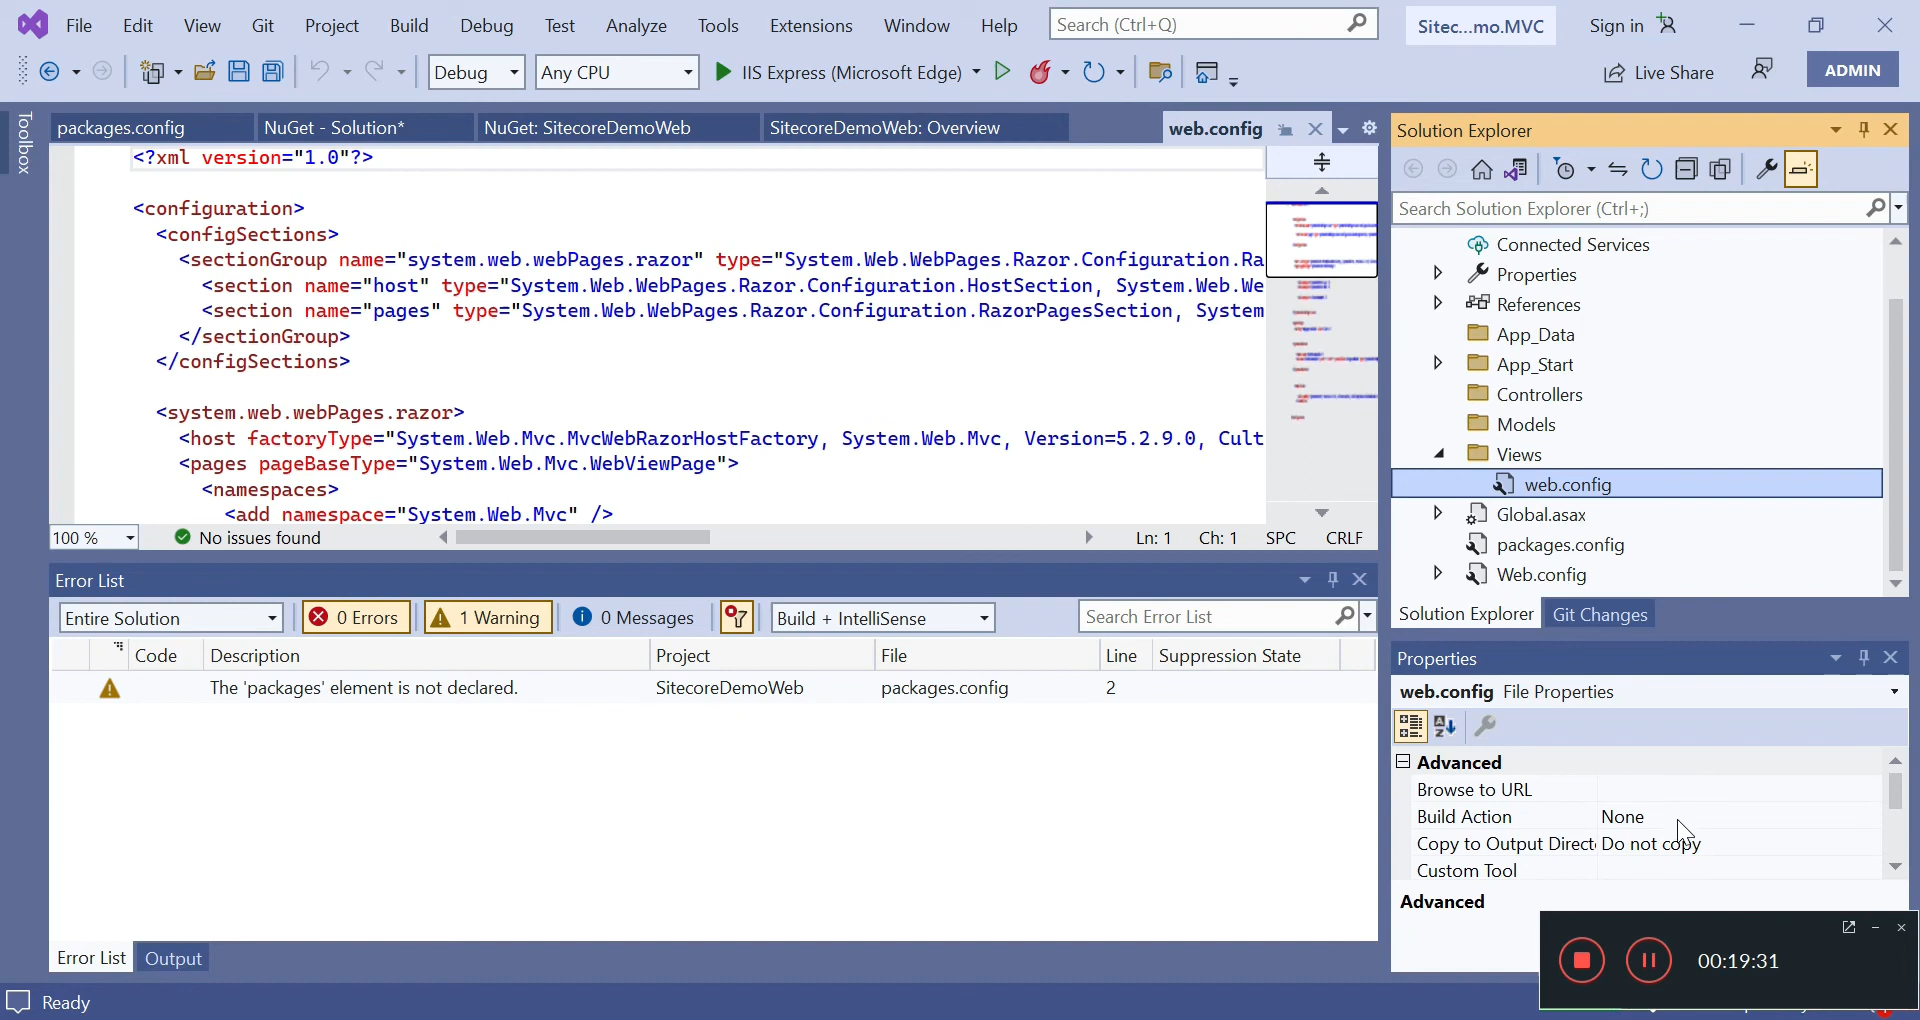 File Edit View Git Project Build Debug Test Analyze Tools Extensions Window Help Search (Ctrl+Q) Sitec...mo.MVC Sign in
Debug Any CPU IIS Express (Microsoft Edge) Live Share ADMIN
Toolbox
packages.config NuGet - Solution* NuGet: SitecoreDemoWeb SitecoreDemoWeb: Overview web.config
<?xml version="1.0"?>
<configuration>
<configSections>
<sectionGroup name="system.web.webPages.razor" type="System.Web.WebPages.Razor.Configuration.Ra
<section name="host" type="System.Web.WebPages.Razor.Configuration.HostSection, System.Web.We
<section name="pages" type="System.Web.WebPages.Razor.Configuration.RazorPagesSection, System
</sectionGroup>
</configSections>
<system.web.webPages.razor>
<host factoryType="System.Web.Mvc.MvcWebRazorHostFactory, System.Web.Mvc, Version=5.2.9.0, Cult
<pages pageBaseType="System.Web.Mvc.WebViewPage">
<namespaces>
<add namespace="System.Web.Mvc" />
100 % No issues found Ln: 1 Ch: 1 SPC CRLF
Error List
Entire Solution 0 Errors 1 Warning 0 Messages Build + IntelliSense Search Error List
Code Description Project File Line Suppression State
The 'packages' element is not declared. SitecoreDemoWeb packages.config 2
Error List Output
Ready
Solution Explorer
Search Solution Explorer (Ctrl+;)
Connected Services
Properties
References
App_Data
App_Start
Controllers
Models
Views
web.config
Global.asax
packages.config
Web.config
Solution Explorer Git Changes
Properties
web.config File Properties
Advanced
Browse to URL
Build Action None
Copy to Output Direct Do not copy
Custom Tool
Advanced
00:19:31